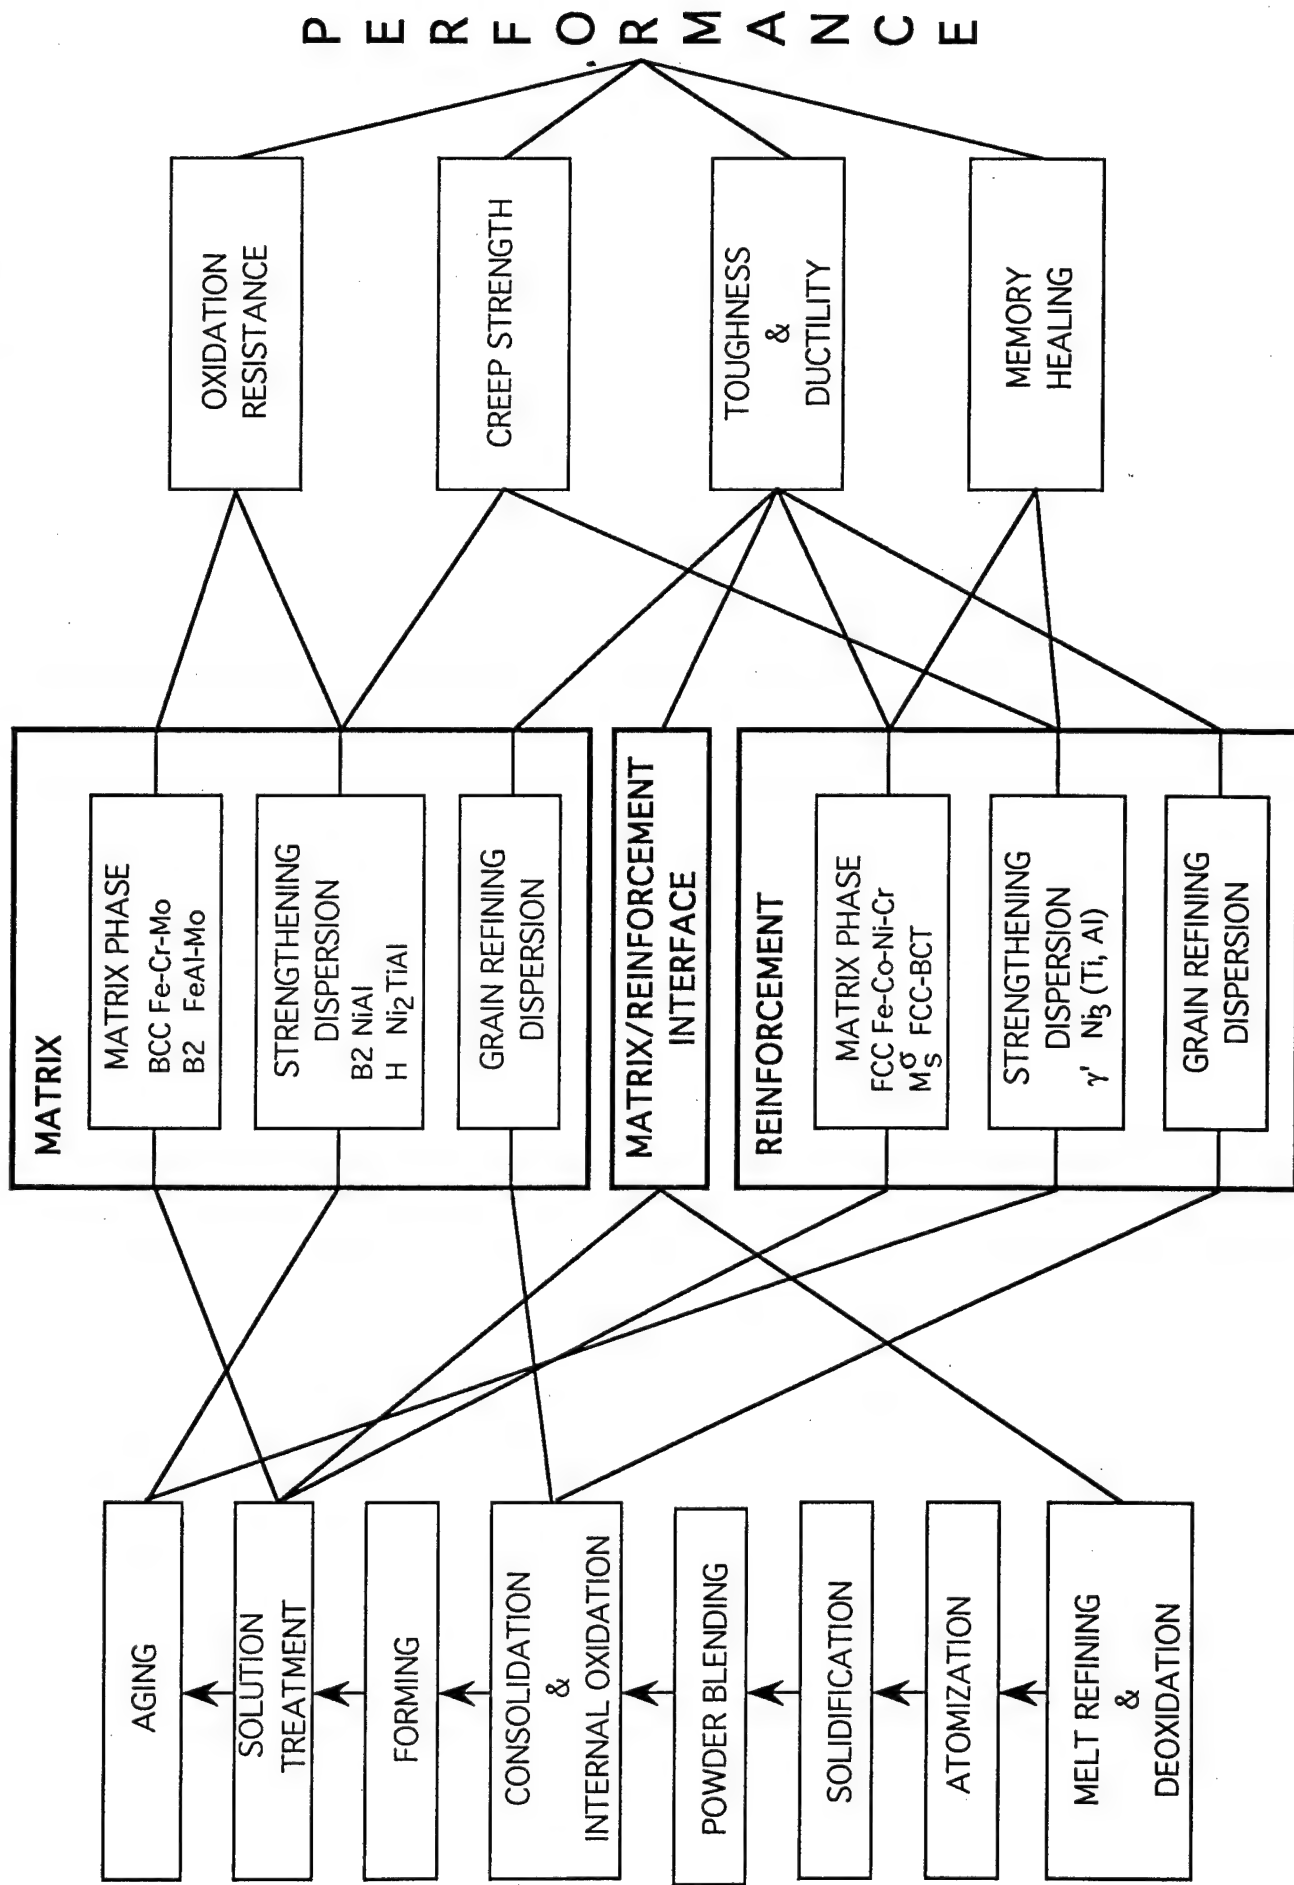 AGING
SOLUTION
TREATMENT
FORMING
CONSOLIDATION
&
INTERNAL OXIDATION
POWDER BLENDING
SOLIDIFICATION
ATOMIZATION
MELT REFINING
&
DEOXIDATION
MATRIX
MATRIX PHASE
BCC Fe-Cr-Mo
B2 FeAl-Mo
STRENGTHENING
DISPERSION
B2 NiAl
H Ni₂TiAl
GRAIN REFINING
DISPERSION
MATRIX/REINFORCEMENT
INTERFACE
REINFORCEMENT
MATRIX PHASE
FCC Fe-Co-Ni-Cr
Mₛ^σ FCC-BCT
STRENGTHENING
DISPERSION
γ' Ni₃ (Ti, Al)
GRAIN REFINING
DISPERSION
OXIDATION
RESISTANCE
CREEP STRENGTH
TOUGHNESS
&
DUCTILITY
MEMORY
HEALING
PERFORMANCE